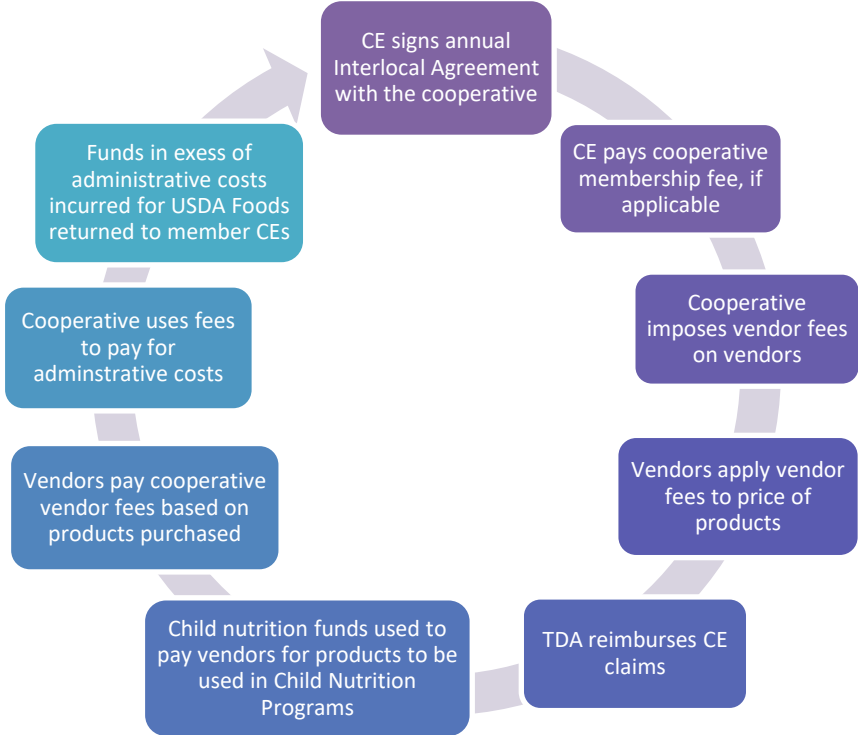 CE signs annual
Interlocal Agreement
with the cooperative
CE pays cooperative
membership fee, if
applicable
Cooperative
imposes vendor fees
on vendors
Vendors apply vendor
fees to price of
products
TDA reimburses CE
claims
Child nutrition funds used to
pay vendors for products to be
used in Child Nutrition
Programs
Vendors pay cooperative
vendor fees based on
products purchased
Cooperative uses fees
to pay for
adminstrative costs
Funds in exess of
administrative costs
incurred for USDA Foods
returned to member CEs